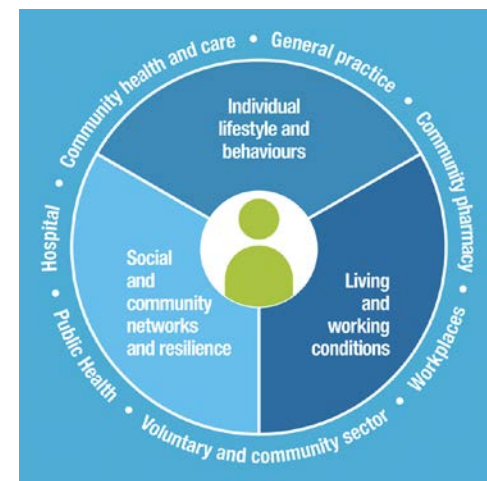 Community health and care • General practice • Community pharmacy • Workplaces • Voluntary and community sector • Public Health • Hospital •
Individual
lifestyle and
behaviours
Social
and
community
networks
and resilience
Living
and
working
conditions